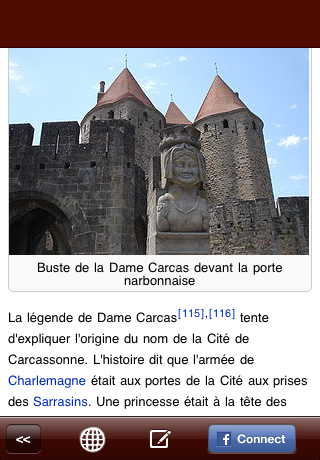 Buste de la Dame Carcas devant la porte
narbonnaise
La légende de Dame Carcas[115],[116] tente
d'expliquer l'origine du nom de la Cité de
Carcassonne. L'histoire dit que l'armée de
Charlemagne était aux portes de la Cité aux prises
des Sarrasins. Une princesse était à la tête des
<<
f Connect